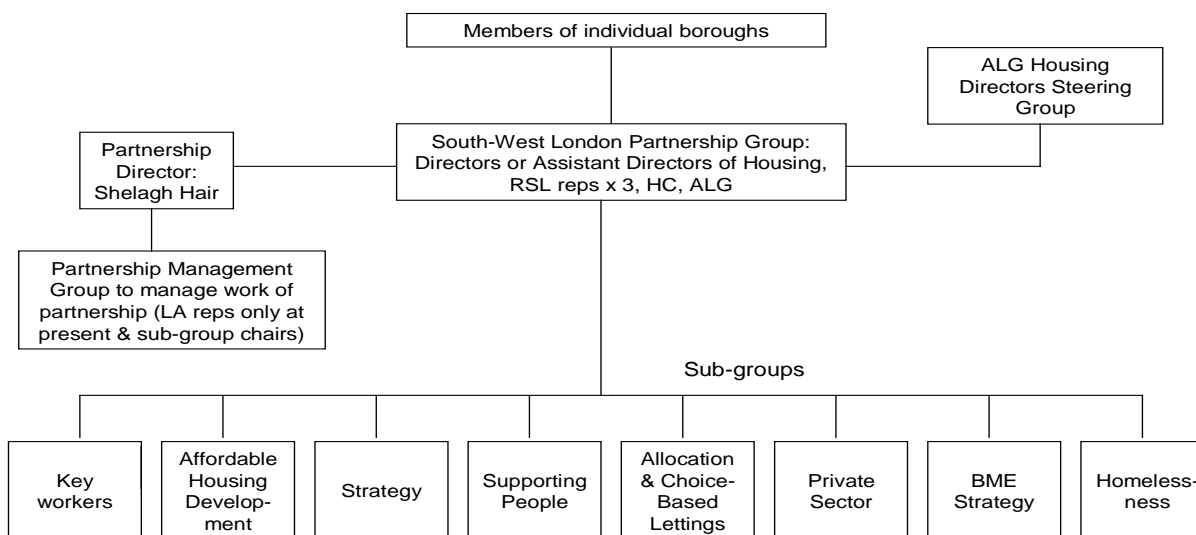 Members of individual boroughs
ALG Housing
Directors Steering
Group
South-West London Partnership Group:
Directors or Assistant Directors of Housing,
RSL reps x 3, HC, ALG
Partnership
Director:
Shelagh Hair
Partnership Management
Group to manage work of
partnership (LA reps only at
present & sub-group chairs)
Sub-groups
Key
workers
Affordable
Housing
Develop-
ment
Strategy
Supporting
People
Allocation
& Choice-
Based
Lettings
Private
Sector
BME
Strategy
Homeless-
ness